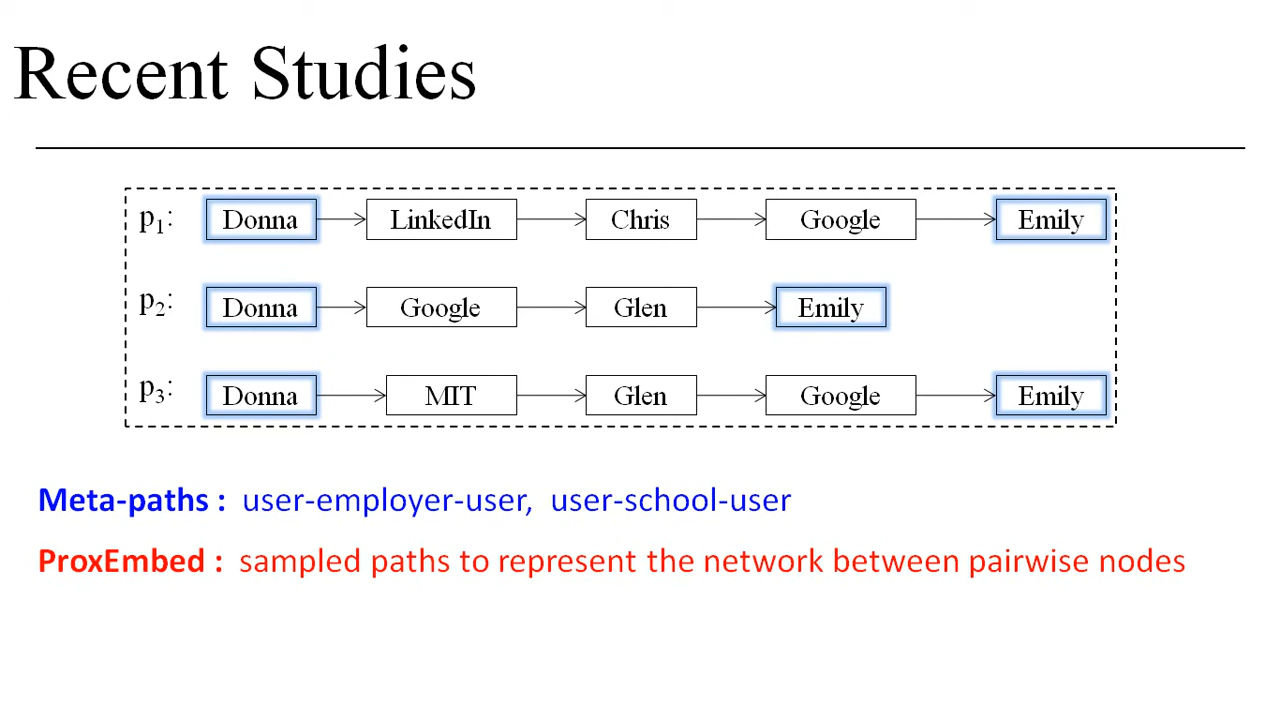 Recent Studies
p1: Donna LinkedIn Chris Google Emily
p2: Donna Google Glen Emily
p3: Donna MIT Glen Google Emily
Meta-paths : user-employer-user, user-school-user
ProxEmbed : sampled paths to represent the network between pairwise nodes